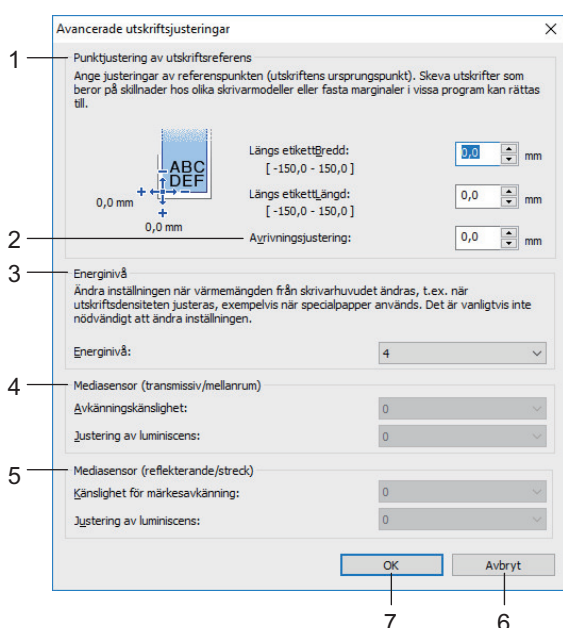 Avancerade utskriftsjusteringar
1
Punktjustering av utskriftsreferens
Ange justeringar av referenspunkten (utskriftens ursprungspunkt). Skeva utskrifter som
beror på skillnader hos olika skrivarmodeller eller fasta marginaler i vissa program kan rättas
till.
ABC
DEF
0,0 mm
0,0 mm
Längs etikettBredd:
[ -150,0 - 150,0 ]
0,0 mm
Längs etikettLängd:
[ -150,0 - 150,0 ]
0,0 mm
2
Avrivningsjustering:
0,0 mm
3
Energinivå
Ändra inställningen när värmemängden från skrivarhuvudet ändras, t.ex. när
utskriftsdensiteten justeras, exempelvis när specialpapper används. Det är vanligtvis inte
nödvändigt att ändra inställningen.
Energinivå: 4
4
Mediasensor (transmissiv/mellanrum)
Avkänningskänslighet: 0
Justering av luminiscens: 0
5
Mediasensor (reflekterande/streck)
Känslighet för märkesavkänning: 0
Justering av luminiscens: 0
OK Avbryt
7 6